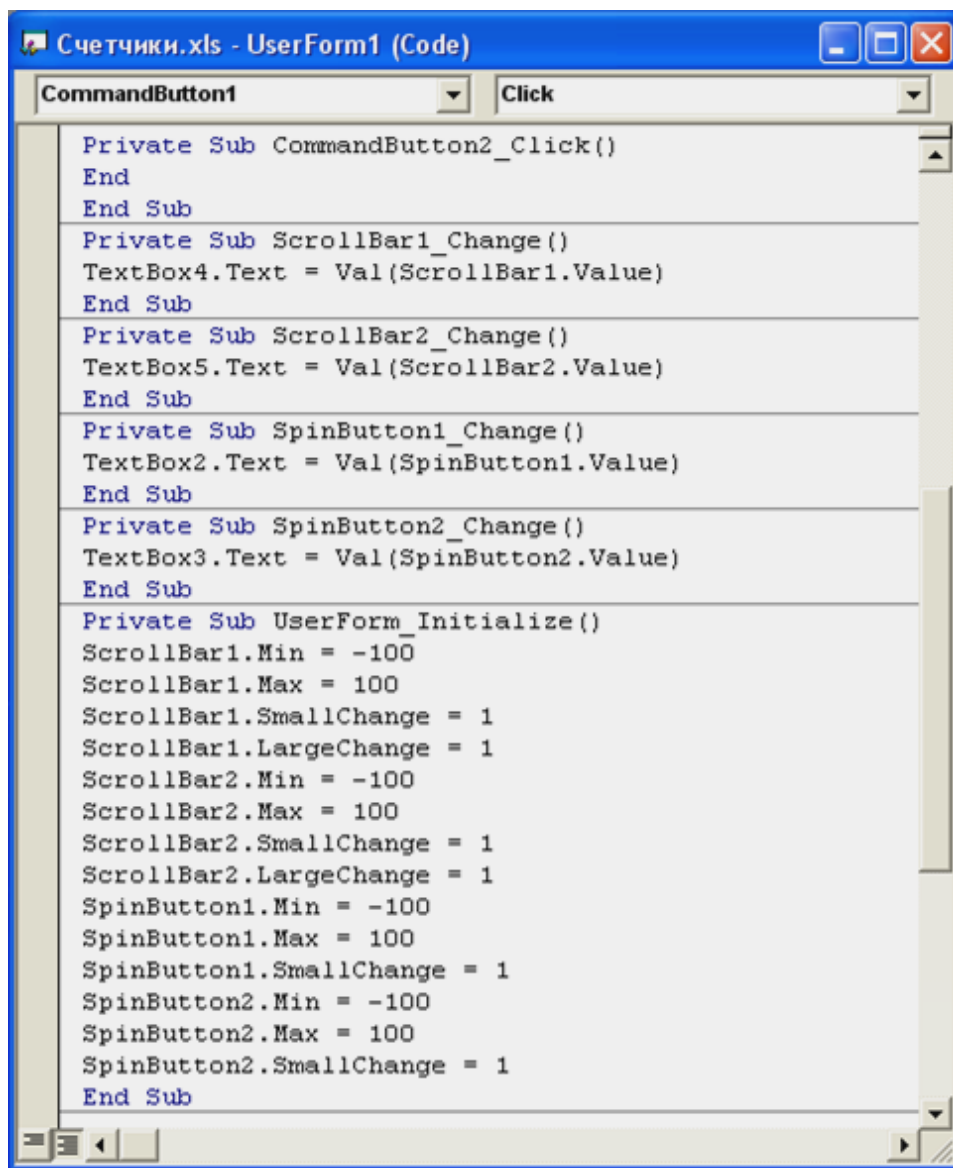 Счетчики.xls - UserForm1 (Code)
CommandButton1 Click
Private Sub CommandButton2_Click()
End
End Sub
Private Sub ScrollBar1_Change()
TextBox4.Text = Val(ScrollBar1.Value)
End Sub
Private Sub ScrollBar2_Change()
TextBox5.Text = Val(ScrollBar2.Value)
End Sub
Private Sub SpinButton1_Change()
TextBox2.Text = Val(SpinButton1.Value)
End Sub
Private Sub SpinButton2_Change()
TextBox3.Text = Val(SpinButton2.Value)
End Sub
Private Sub UserForm_Initialize()
ScrollBar1.Min = -100
ScrollBar1.Max = 100
ScrollBar1.SmallChange = 1
ScrollBar1.LargeChange = 1
ScrollBar2.Min = -100
ScrollBar2.Max = 100
ScrollBar2.SmallChange = 1
ScrollBar2.LargeChange = 1
SpinButton1.Min = -100
SpinButton1.Max = 100
SpinButton1.SmallChange = 1
SpinButton2.Min = -100
SpinButton2.Max = 100
SpinButton2.SmallChange = 1
End Sub